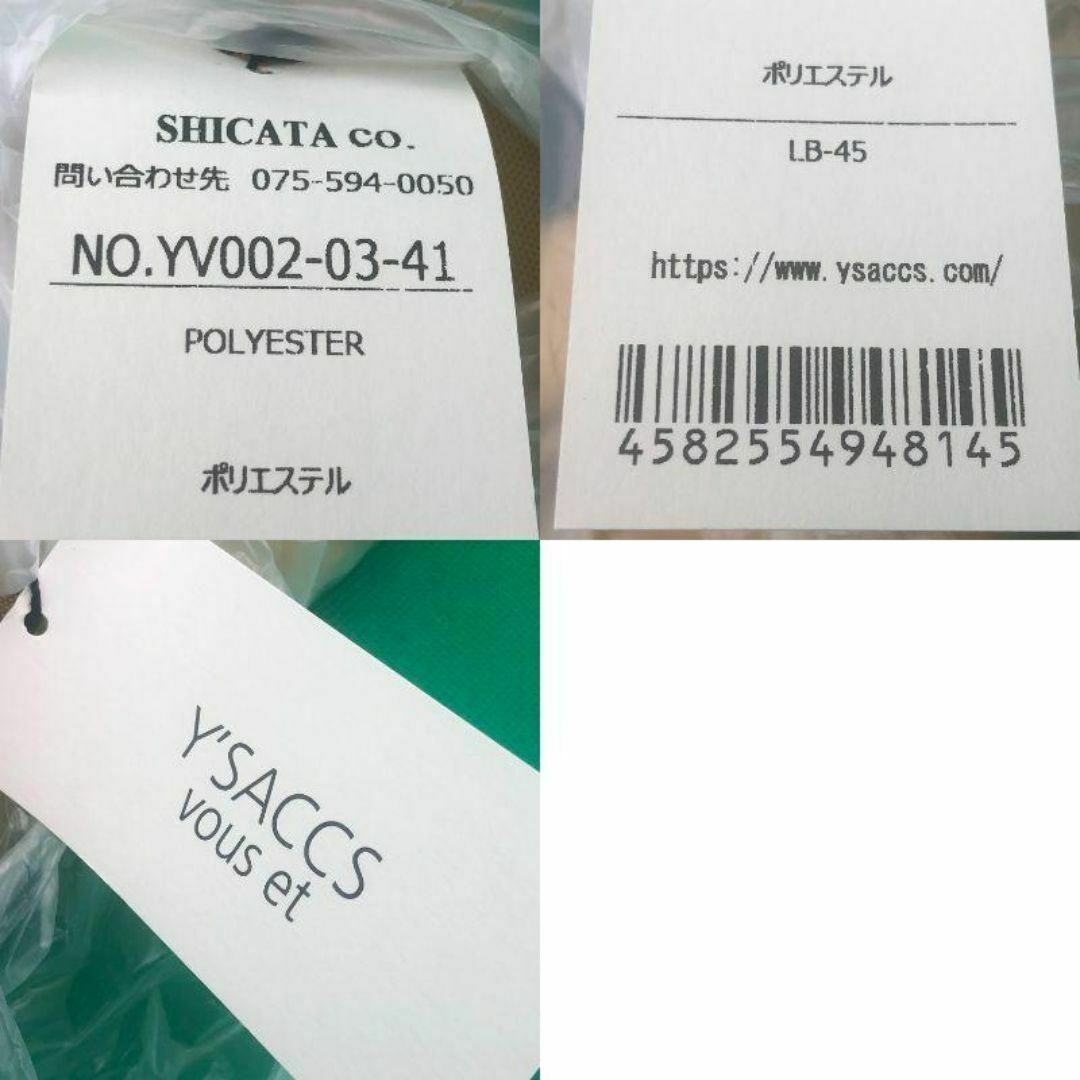 SHICATA CO.
問い合わせ先 075-594-0050
NO.YV002-03-41
POLYESTER
ポリエステル
ポリエステル
LB-45
https://www.ysaccs.com/
4582554948145
Y'SACCS
vous et